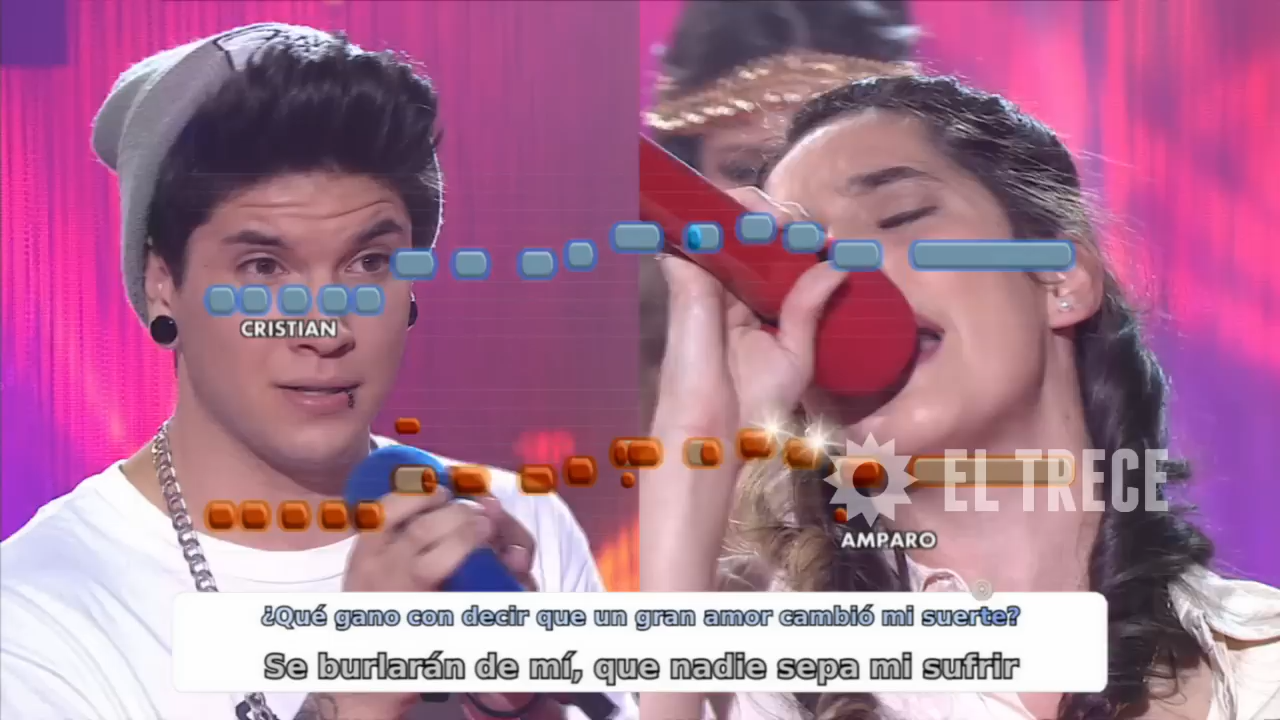 CRISTIAN
EL TRECE
AMPARO
¿Qué gano con decir que un gran amor cambió mi suerte?
Se burlarán de mí, que nadie sepa mi sufrir